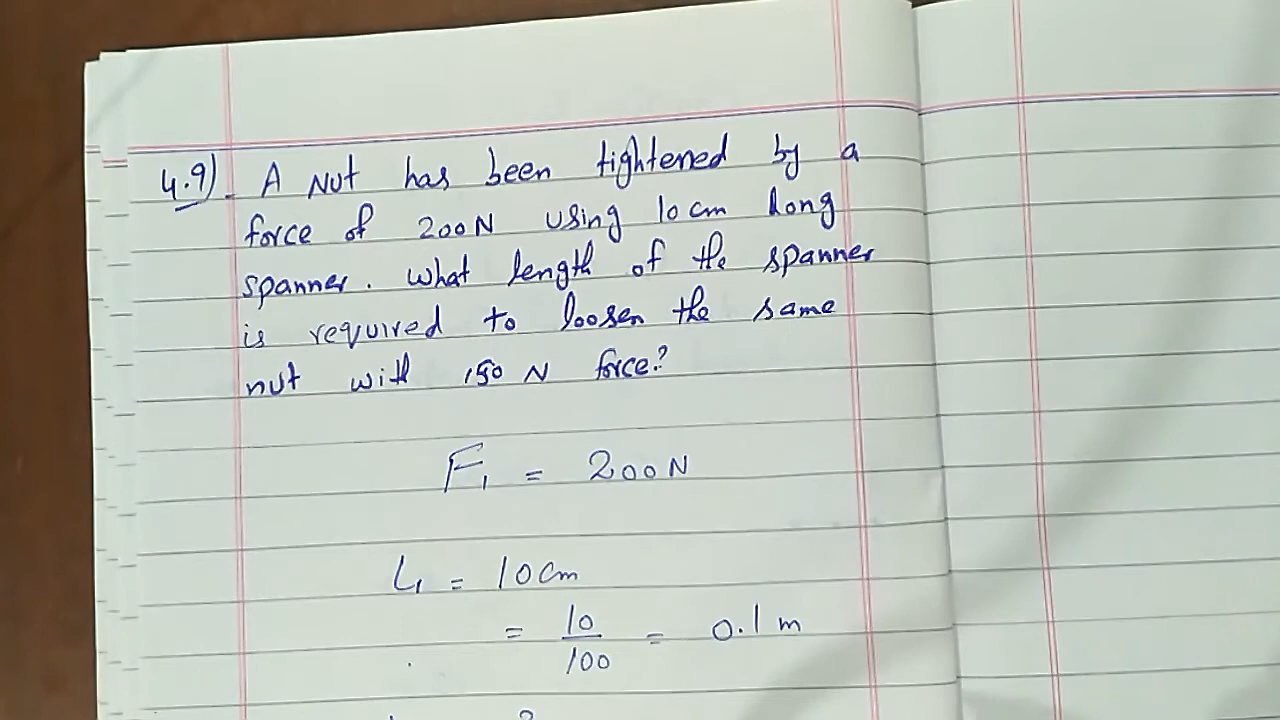 4.9) A Nut has been tightened by a
force of 200N using 10cm Long
spanner. What length of the spanner
is required to loosen the same
nut with 150 N force?
F₁ = 200N
L₁ = 10cm
= 10/100 = 0.1 m